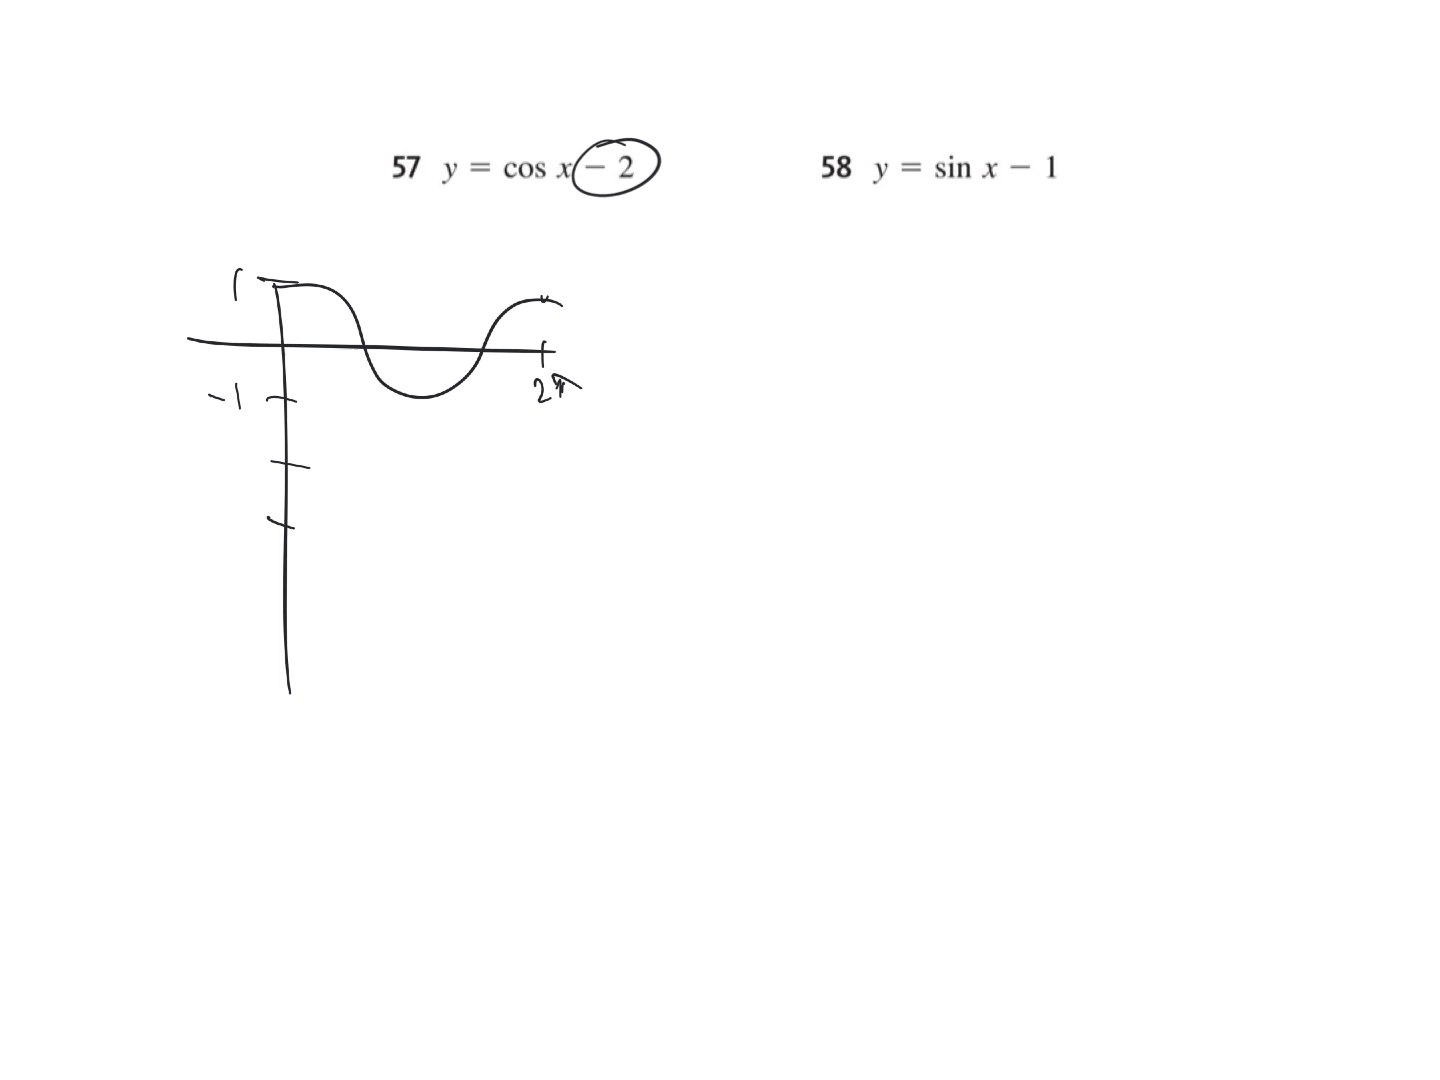 57 y = cos x − 2
58 y = sin x − 1
1
-1
2π